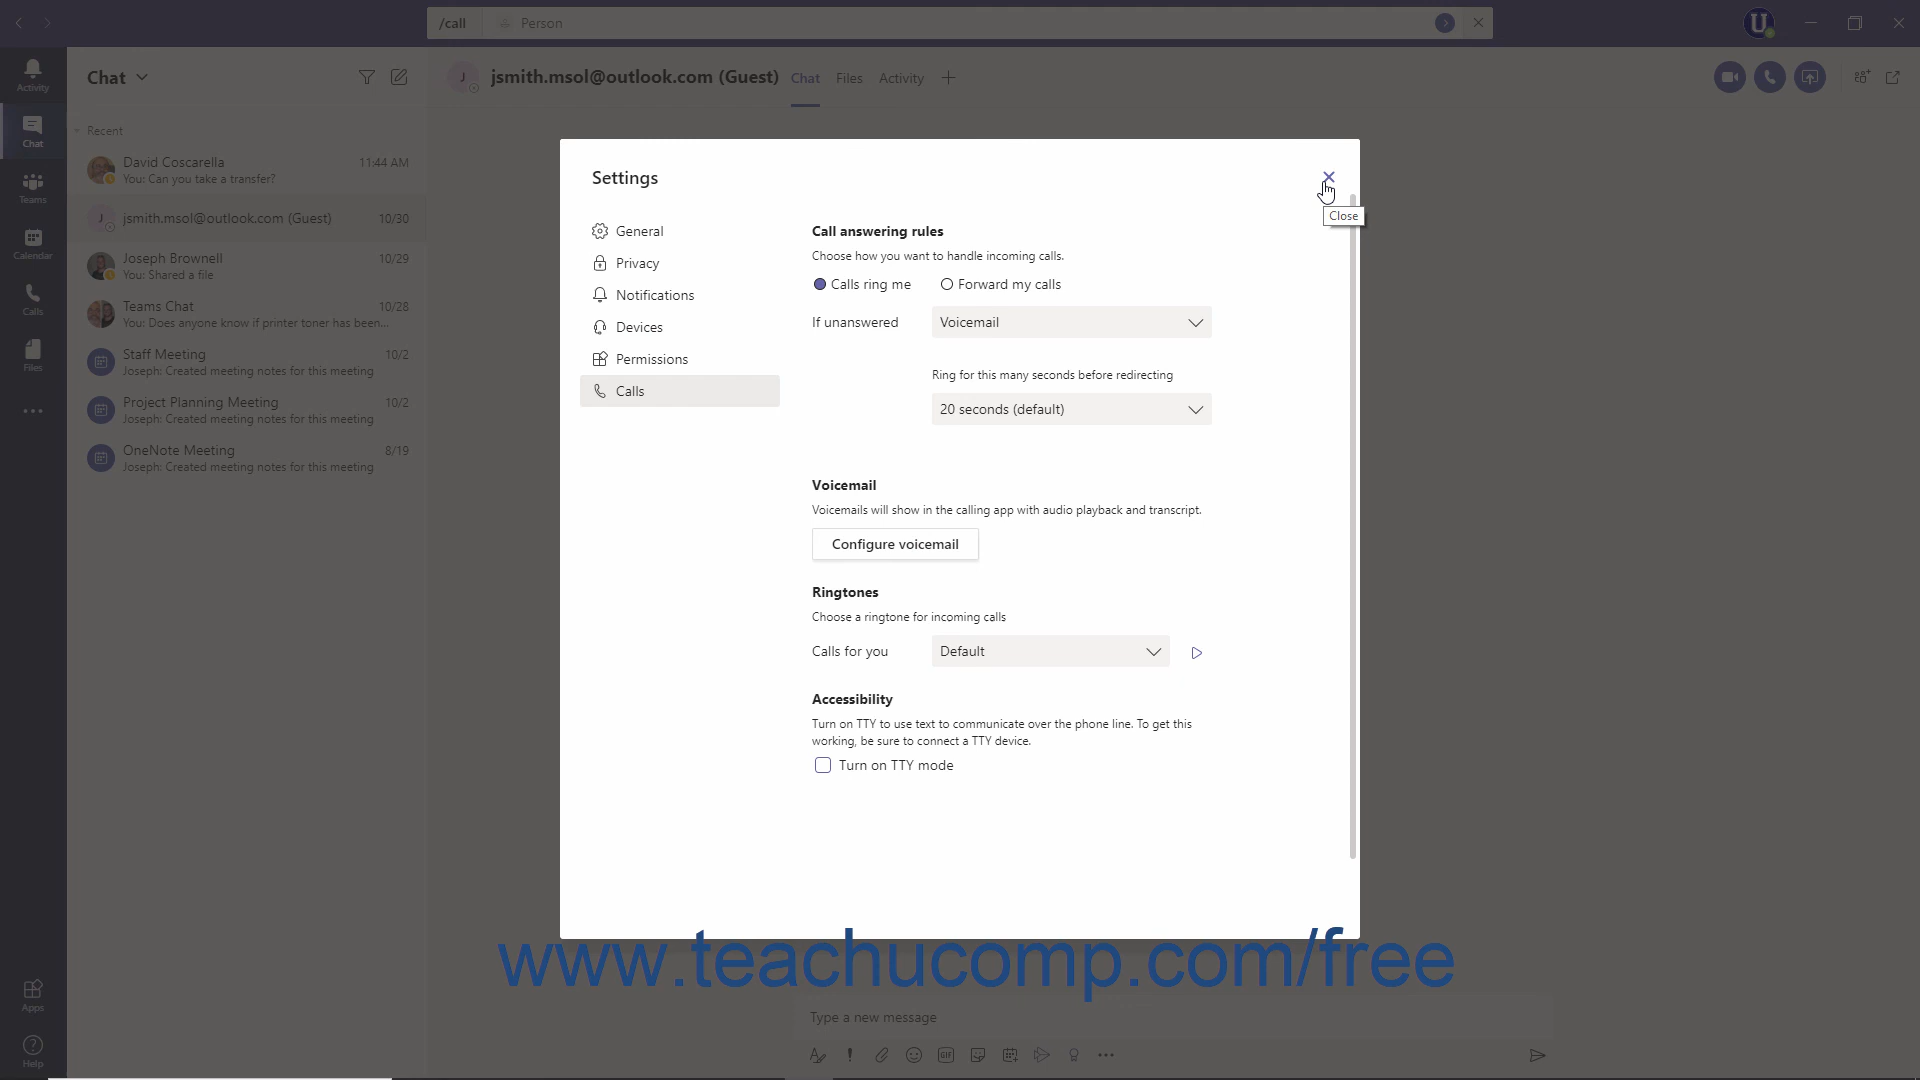 /call
Person
U
Activity
Chat
Teams
Calendar
Calls
Files
Apps
Help
Chat
Recent
David Coscarella
11:44 AM
You: Can you take a transfer?
J
jsmith.msol@outlook.com (Guest)
10/30
Joseph Brownell
10/29
You: Shared a file
Teams Chat
10/28
You: Does anyone know if printer toner has been...
Staff Meeting
10/2
Joseph: Created meeting notes for this meeting
Project Planning Meeting
10/2
Joseph: Created meeting notes for this meeting
OneNote Meeting
8/19
Joseph: Created meeting notes for this meeting
J
jsmith.msol@outlook.com (Guest)
Chat
Files
Activity
Settings
Close
General
Privacy
Notifications
Devices
Permissions
Calls
Call answering rules
Choose how you want to handle incoming calls.
Calls ring me
Forward my calls
If unanswered
Voicemail
Ring for this many seconds before redirecting
20 seconds (default)
Voicemail
Voicemails will show in the calling app with audio playback and transcript.
Configure voicemail
Ringtones
Choose a ringtone for incoming calls
Calls for you
Default
Accessibility
Turn on TTY to use text to communicate over the phone line. To get this
working, be sure to connect a TTY device.
Turn on TTY mode
www.teachucomp.com/free
Type a new message
GIF